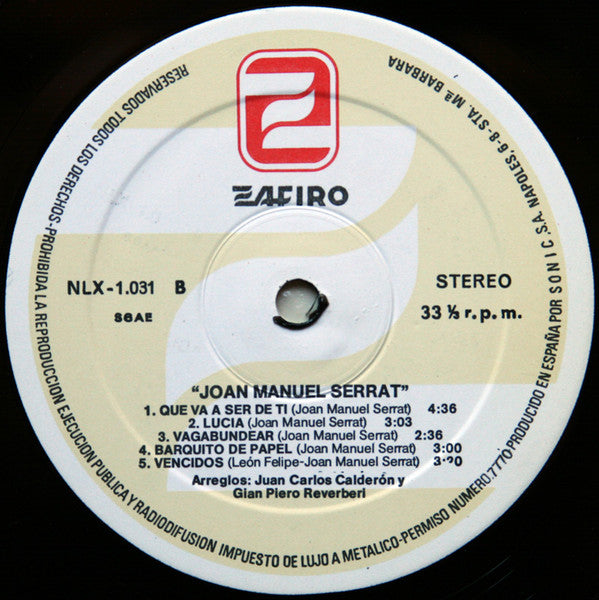 ZAFIRO
NLX-1.031 B
SGAE
STEREO
33 ⅓ r.p.m.
"JOAN MANUEL SERRAT"
1. QUE VA A SER DE TI (Joan Manuel Serrat) 4:36
2. LUCIA (Joan Manuel Serrat) 3:03
3. VAGABUNDEAR (Joan Manuel Serrat) 2:36
4. BARQUITO DE PAPEL (Joan Manuel Serrat) 3:00
5. VENCIDOS (León Felipe-Joan Manuel Serrat)
Arreglos: Juan Carlos Calderón y
Gian Piero Reverberi
RESERVADOS TODOS LOS DERECHOS-PROHIBIDA LA REPRODUCCION EJECUCION PUBLICA Y RADIODIFUSION IMPUESTO DE LUJO A METALICO-PERMISO NUMERO.7770-PRODUCIDO EN ESPAÑA POR SONIC S.A. NAPOLES, 6-8-STA. Mª BARBARA